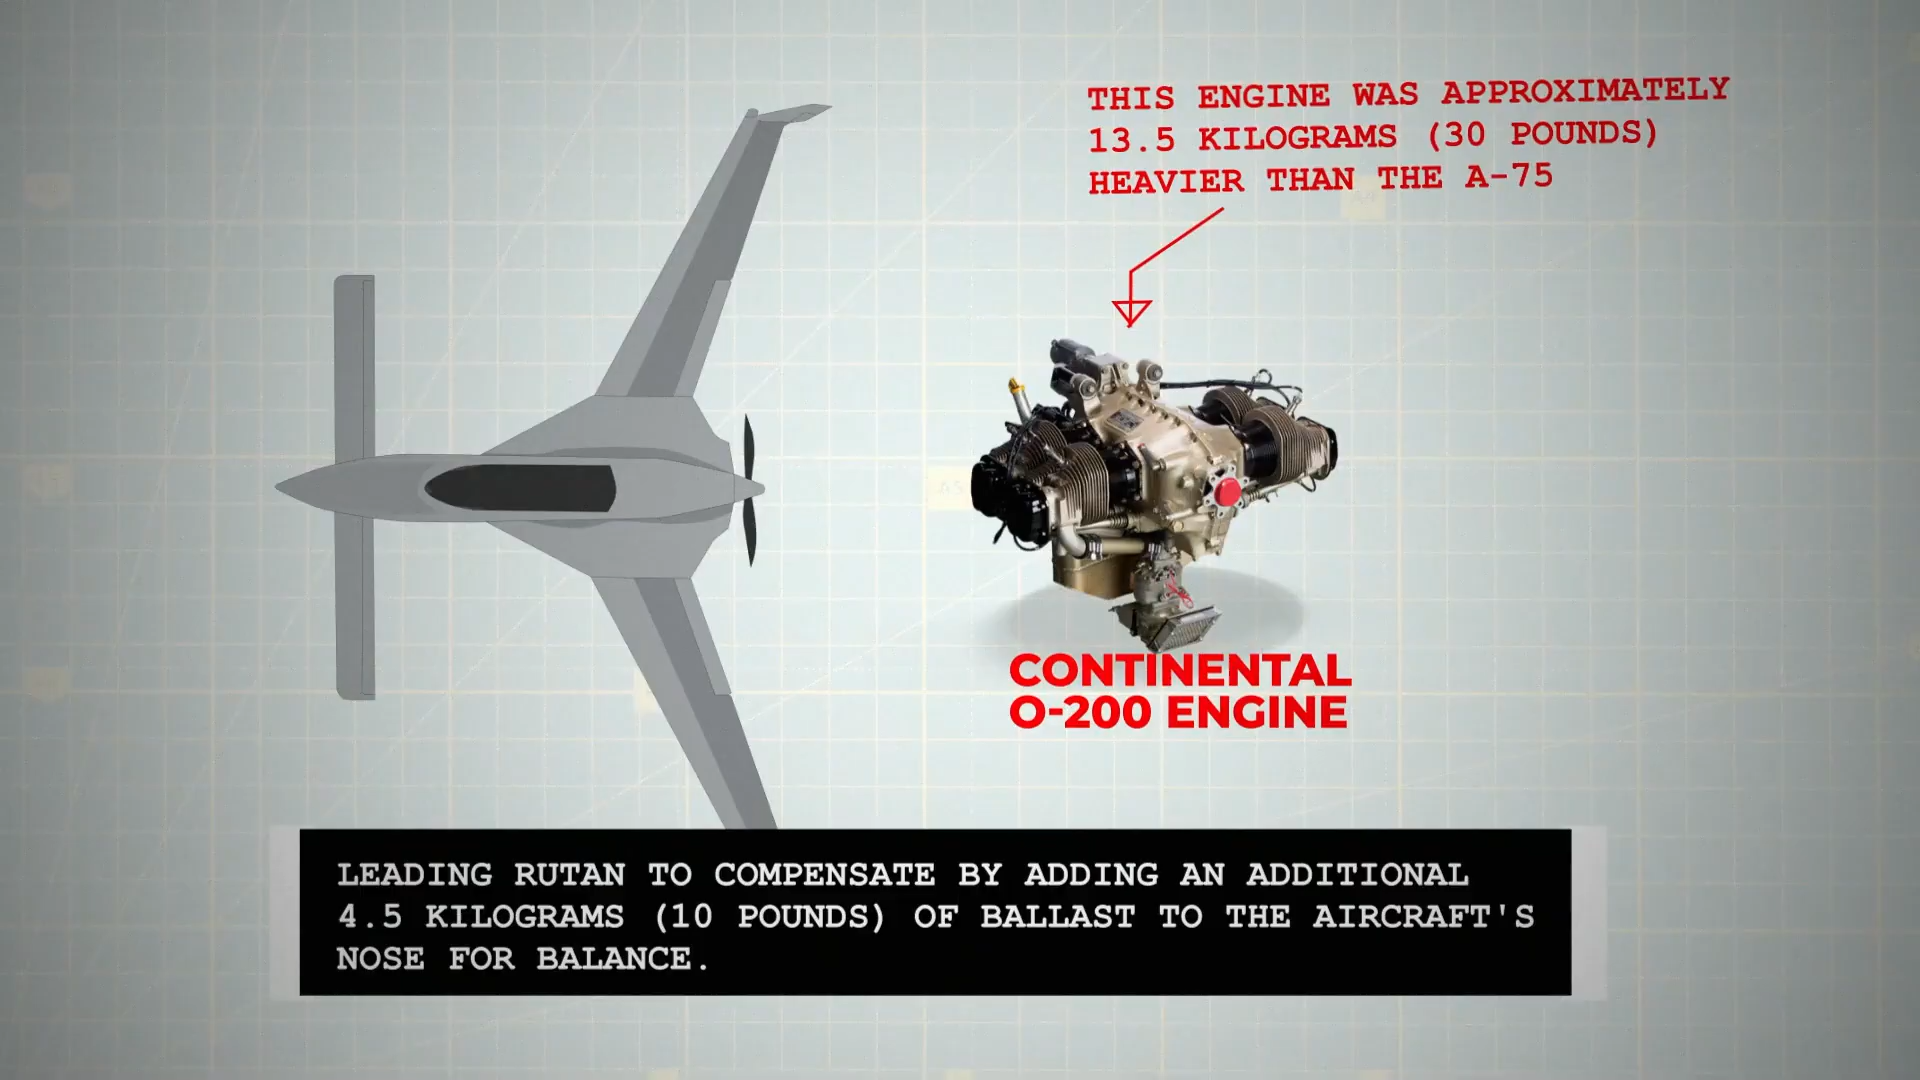 THIS ENGINE WAS APPROXIMATELY
13.5 KILOGRAMS (30 POUNDS)
HEAVIER THAN THE A-75
CONTINENTAL
O-200 ENGINE
LEADING RUTAN TO COMPENSATE BY ADDING AN ADDITIONAL
4.5 KILOGRAMS (10 POUNDS) OF BALLAST TO THE AIRCRAFT'S
NOSE FOR BALANCE.